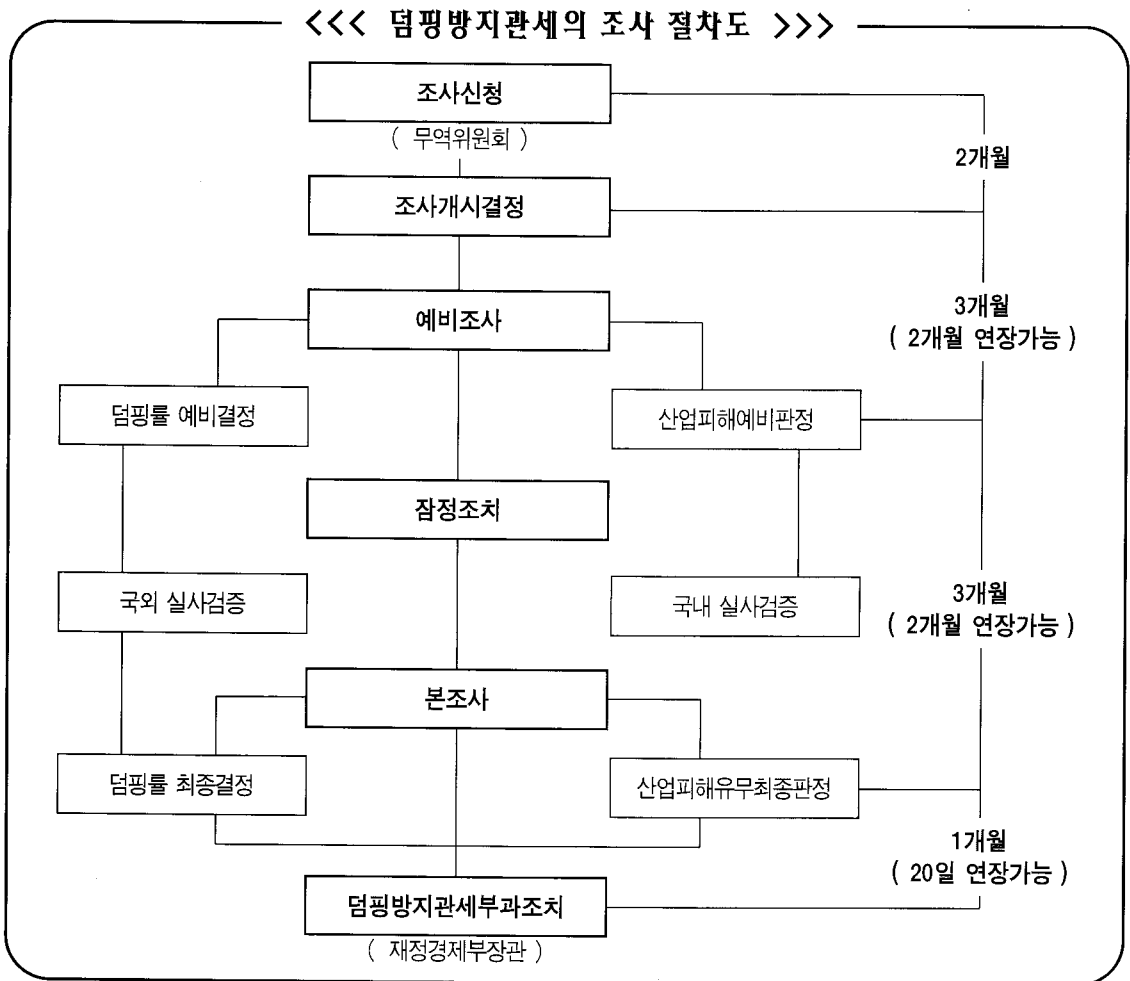 <<< 덤핑방지관세의 조사 절차도 >>>
조사신청
( 무역위원회 )
2개월
조사개시결정
예비조사
3개월
( 2개월 연장가능 )
덤핑률 예비결정
산업피해예비판정
잠정조치
국외 실사검증
국내 실사검증
3개월
( 2개월 연장가능 )
본조사
덤핑률 최종결정
산업피해유무최종판정
1개월
( 20일 연장가능 )
덤핑방지관세부과조치
( 재정경제부장관 )